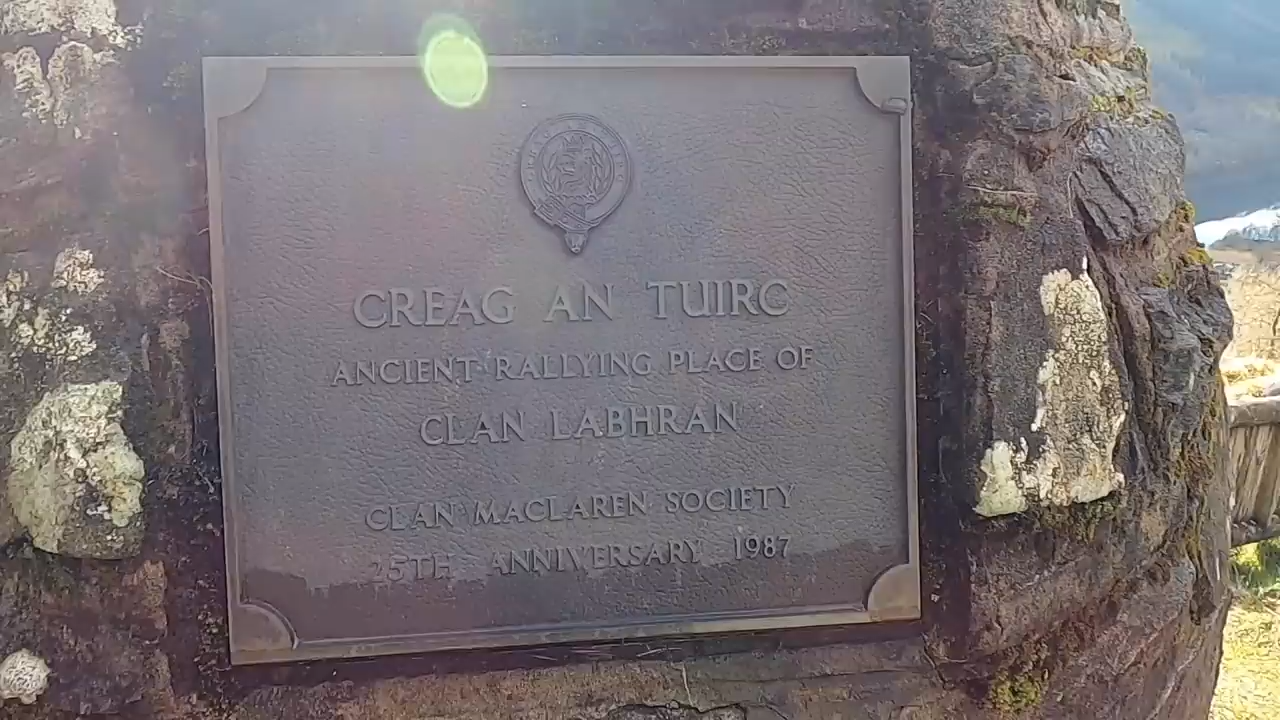 CREAG AN TUIRC
ANCIENT RALLYING PLACE OF
CLAN LABHRAN
CLAN MACLAREN SOCIETY
25TH ANNIVERSARY 1987